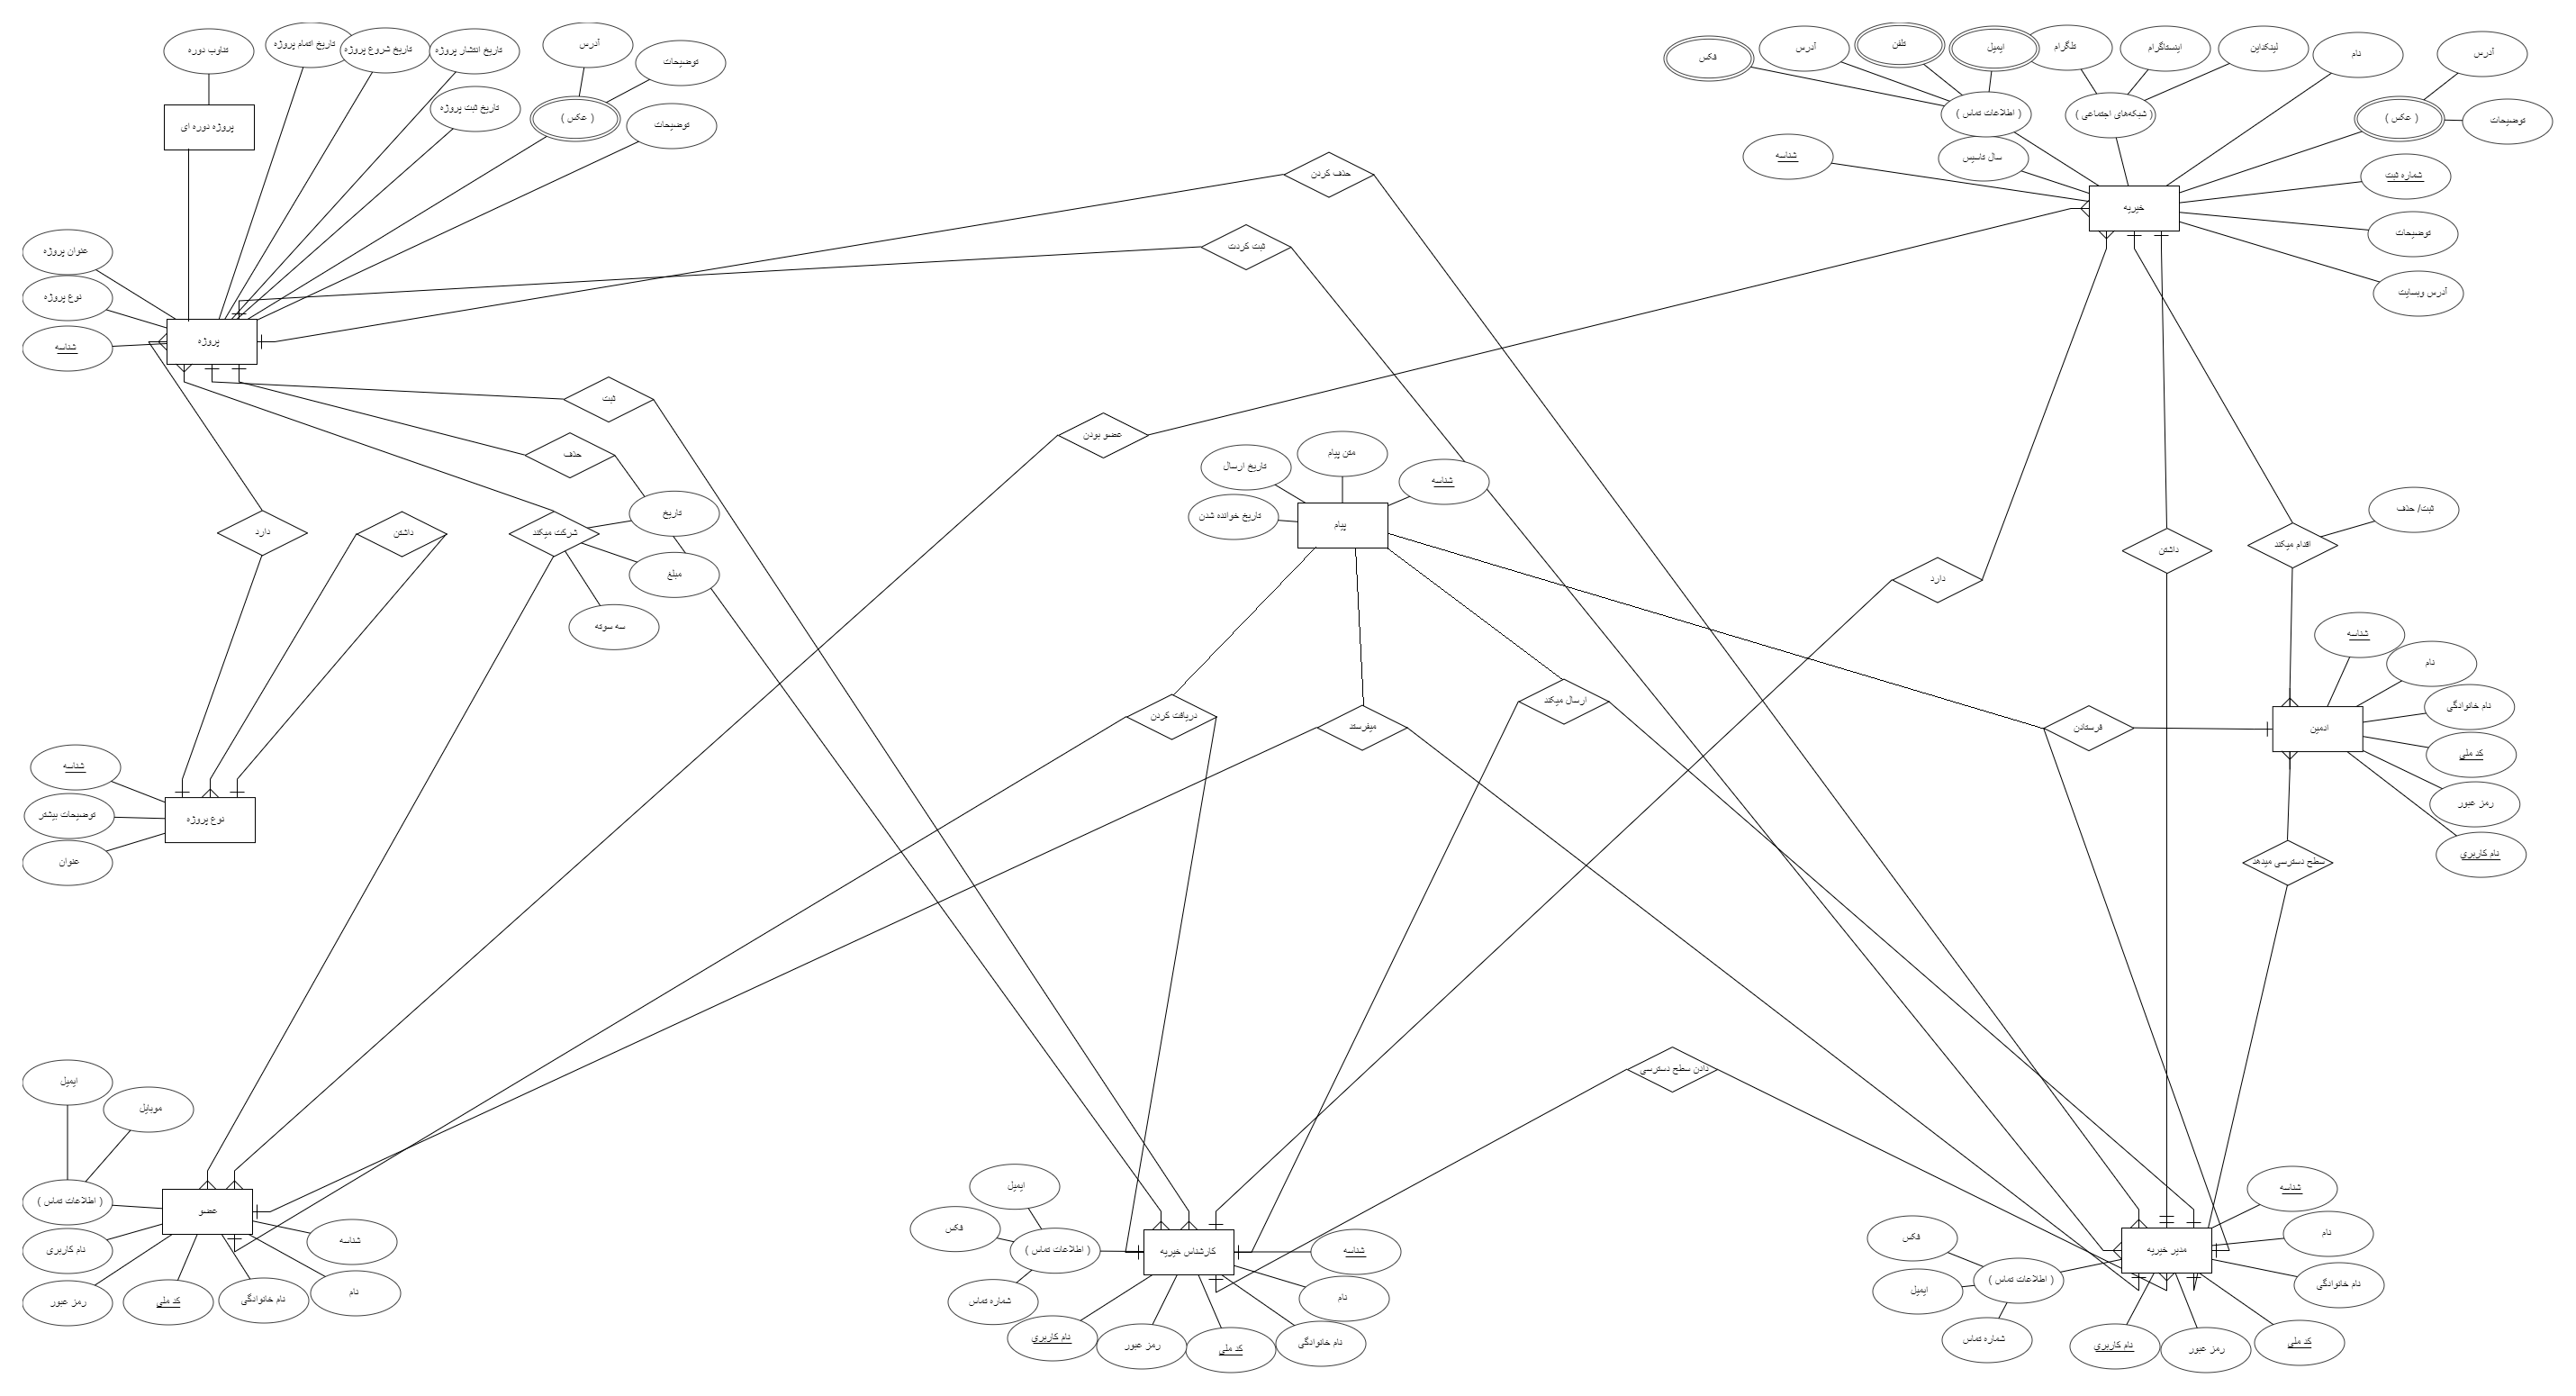 تناوب دوره
تاریخ اتمام پروژه
تاریخ شروع پروژه
تاریخ انتشار پروژه
آدرس
توضیحات
تاریخ ثبت پروژه
( عکس )
توضیحات
پروژه دوره ای
عنوان پروژه
نوع پروژه
شناسه
پروژه
فکس
آدرس
تلفن
ایمیل
تلگرام
اینستاگرام
لینکداین
نام
آدرس
( اطلاعات تماس )
( شبکه‌های اجتماعی )
( عکس )
توضیحات
شناسه
سال تاسیس
شماره ثبت
خیریه
توضیحات
آدرس وبسایت
حذف کردن
ثبت کردت
ثبت
حذف
عضو بودن
دارد
داشتن
شرکت میکند
تاریخ
مبلغ
سه سوته
تاریخ ارسال
متن پیام
شناسه
تاریخ خوانده شدن
پیام
دارد
داشتن
اقدام میکند
ثبت/ حذف
شناسه
نام
نام خانوادگی
کد ملی
رمز عبور
نام کاربری
ادمین
دریافت کردن
میفرستد
ارسال میکند
فرستادن
سطح دسترسی میدهد
شناسه
توضیحات بیشتر
عنوان
نوع پروژه
دادن سطح دسترسی
ایمیل
موبایل
( اطلاعات تماس )
عضو
نام کاربری
رمز عبور
کد ملی
نام خانوادگی
نام
شناسه
ایمیل
فکس
( اطلاعات تماس )
شماره تماس
کارشناس خیریه
شناسه
نام
نام کاربری
رمز عبور
کد ملی
نام خانوادگی
فکس
ایمیل
( اطلاعات تماس )
شماره تماس
مدیر خیریه
شناسه
نام
نام خانوادگی
نام کاربری
رمز عبور
کد ملی